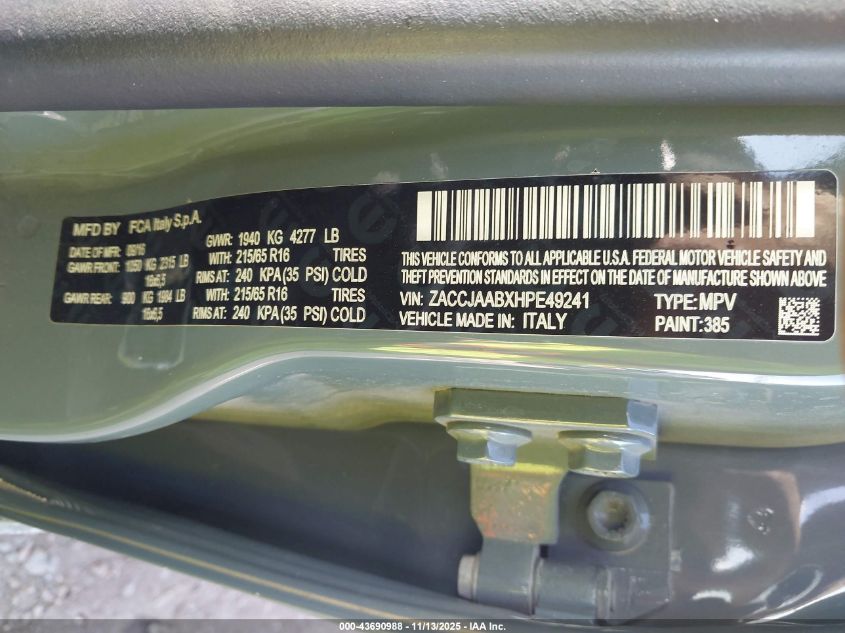 MFD BY FCA Italy S.p.A.
DATE OF MFR 09/16 GVWR: 1940 KG 4277 LB
GAWR FRONT: 1050 KG 2315 LB WITH: 215/65 R16 TIRES
16x6,5 RIMS AT: 240 KPA(35 PSI) COLD
GAWR REAR: 900 KG 1984 LB WITH: 215/65 R16 TIRES
16x6,5 RIMS AT: 240 KPA(35 PSI) COLD
THIS VEHICLE CONFORMS TO ALL APPLICABLE U.S.A. FEDERAL MOTOR VEHICLE SAFETY AND
THEFT PREVENTION STANDARDS IN EFFECT ON THE DATE OF MANUFACTURE SHOWN ABOVE
VIN: ZACCJAABXHPE49241 TYPE: MPV
VEHICLE MADE IN: ITALY PAINT: 385
000-43690988 - 11/13/2025 - IAA Inc.